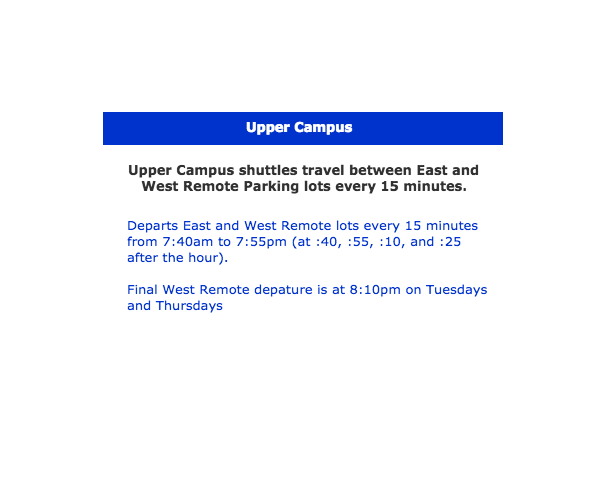 Upper Campus
Upper Campus shuttles travel between East and
West Remote Parking lots every 15 minutes.
Departs East and West Remote lots every 15 minutes
from 7:40am to 7:55pm (at :40, :55, :10, and :25
after the hour).
Final West Remote depature is at 8:10pm on Tuesdays
and Thursdays